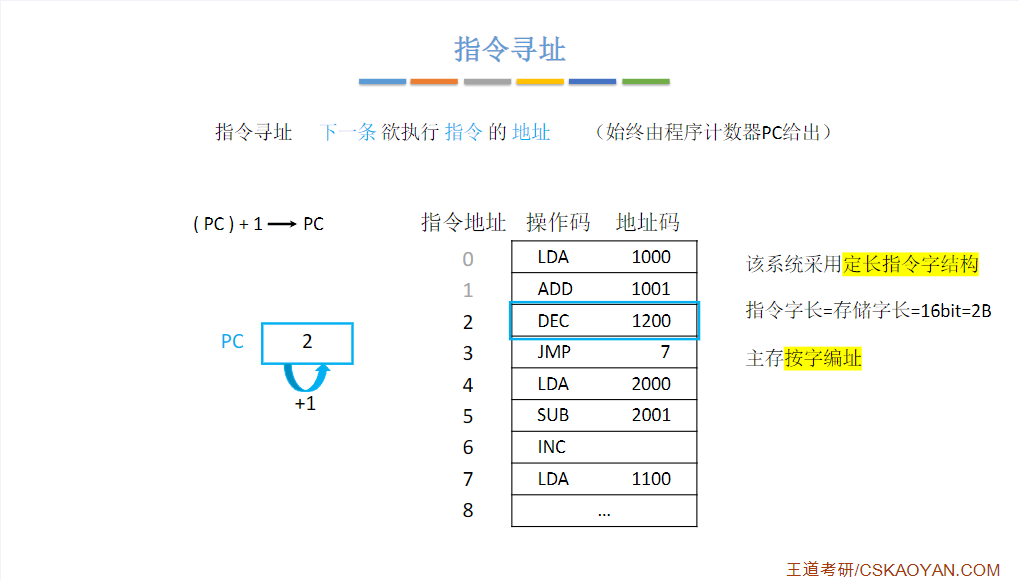 指令寻址
指令寻址 下一条 欲执行 指令 的 地址 （始终由程序计数器PC给出）
( PC ) + 1 → PC
指令地址 操作码 地址码
0 LDA 1000
1 ADD 1001
2 DEC 1200
3 JMP 7
4 LDA 2000
5 SUB 2001
6 INC
7 LDA 1100
8 ...
PC 2
+1
该系统采用定长指令字结构
指令字长=存储字长=16bit=2B
主存按字编址
王道考研/CSKAOYAN.COM